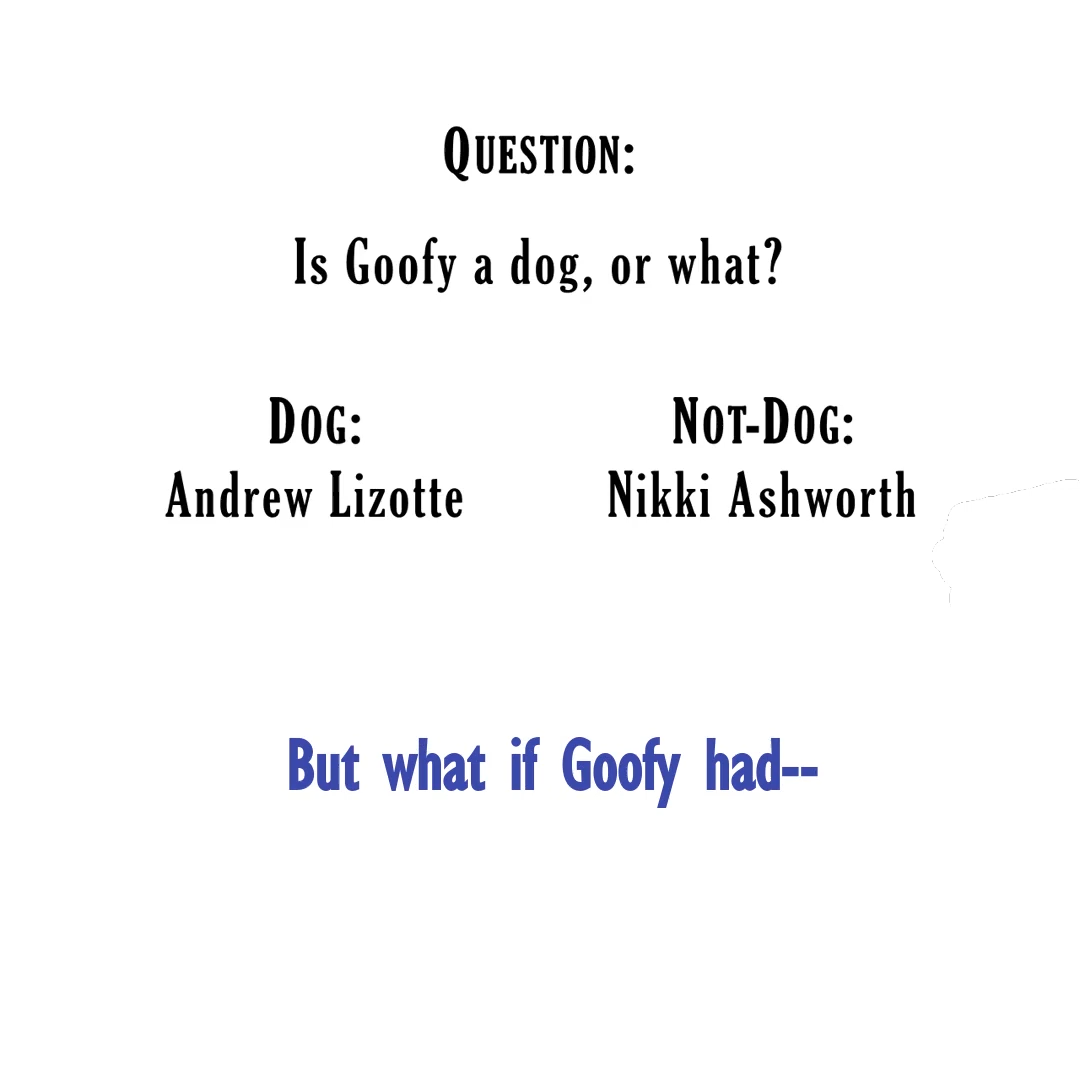 QUESTION:
Is Goofy a dog, or what?
DOG:
Andrew Lizotte
NOT-DOG:
Nikki Ashworth
But what if Goofy had--